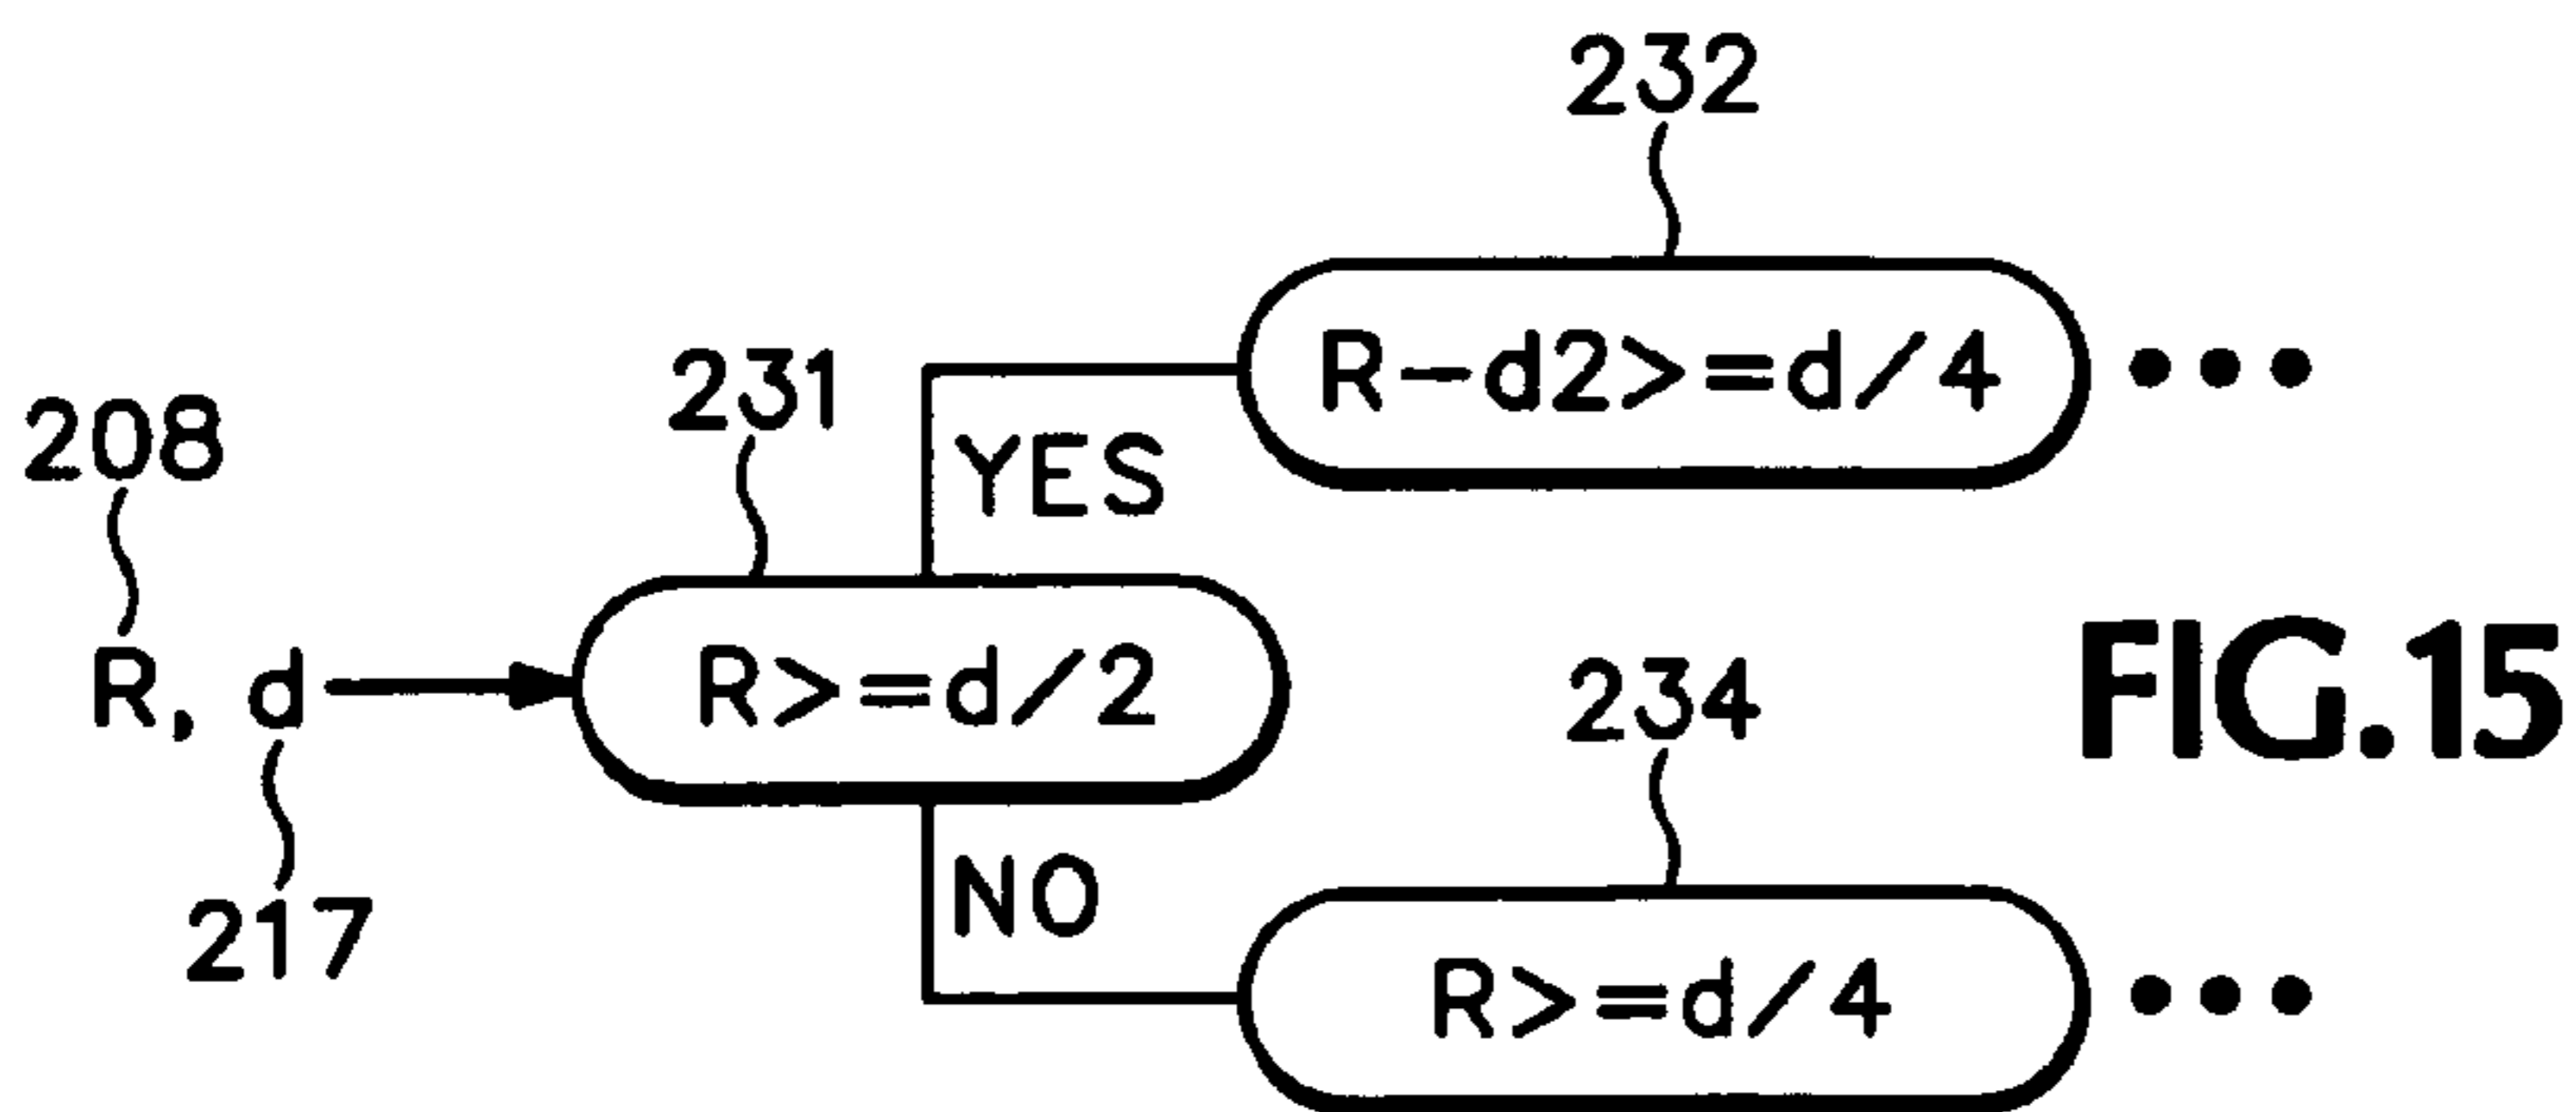 232
R-d2>=d/4
231
YES
208
R, d
R>=d/2
FIG.15
234
217
NO
R>=d/4